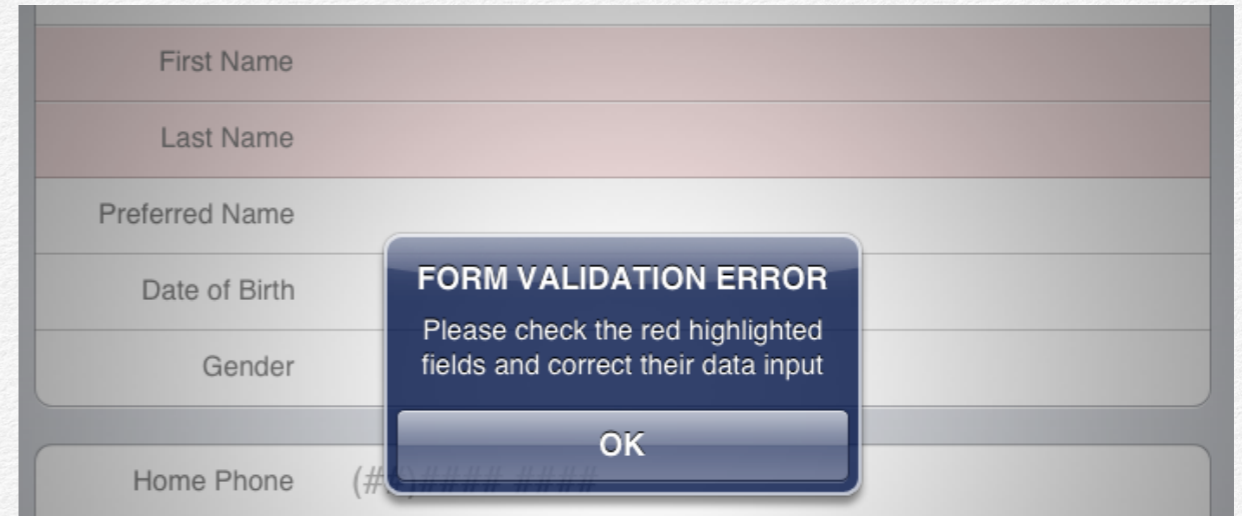 First Name
Last Name
Preferred Name
Date of Birth
Gender
FORM VALIDATION ERROR
Please check the red highlighted
fields and correct their data input
OK
Home Phone (##)#### ####